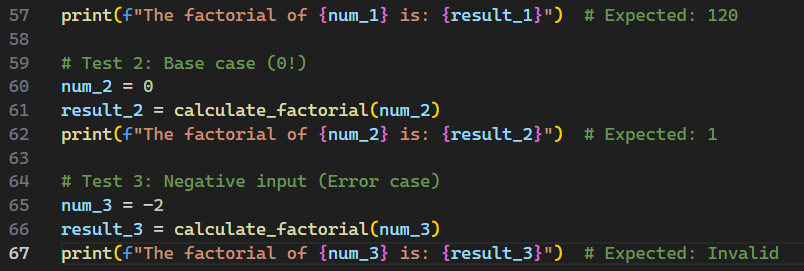 57 print(f"The factorial of {num_1} is: {result_1}")  # Expected: 120
58
59 # Test 2: Base case (0!)
60 num_2 = 0
61 result_2 = calculate_factorial(num_2)
62 print(f"The factorial of {num_2} is: {result_2}")  # Expected: 1
63
64 # Test 3: Negative input (Error case)
65 num_3 = -2
66 result_3 = calculate_factorial(num_3)
67 print(f"The factorial of {num_3} is: {result_3}")  # Expected: Invalid